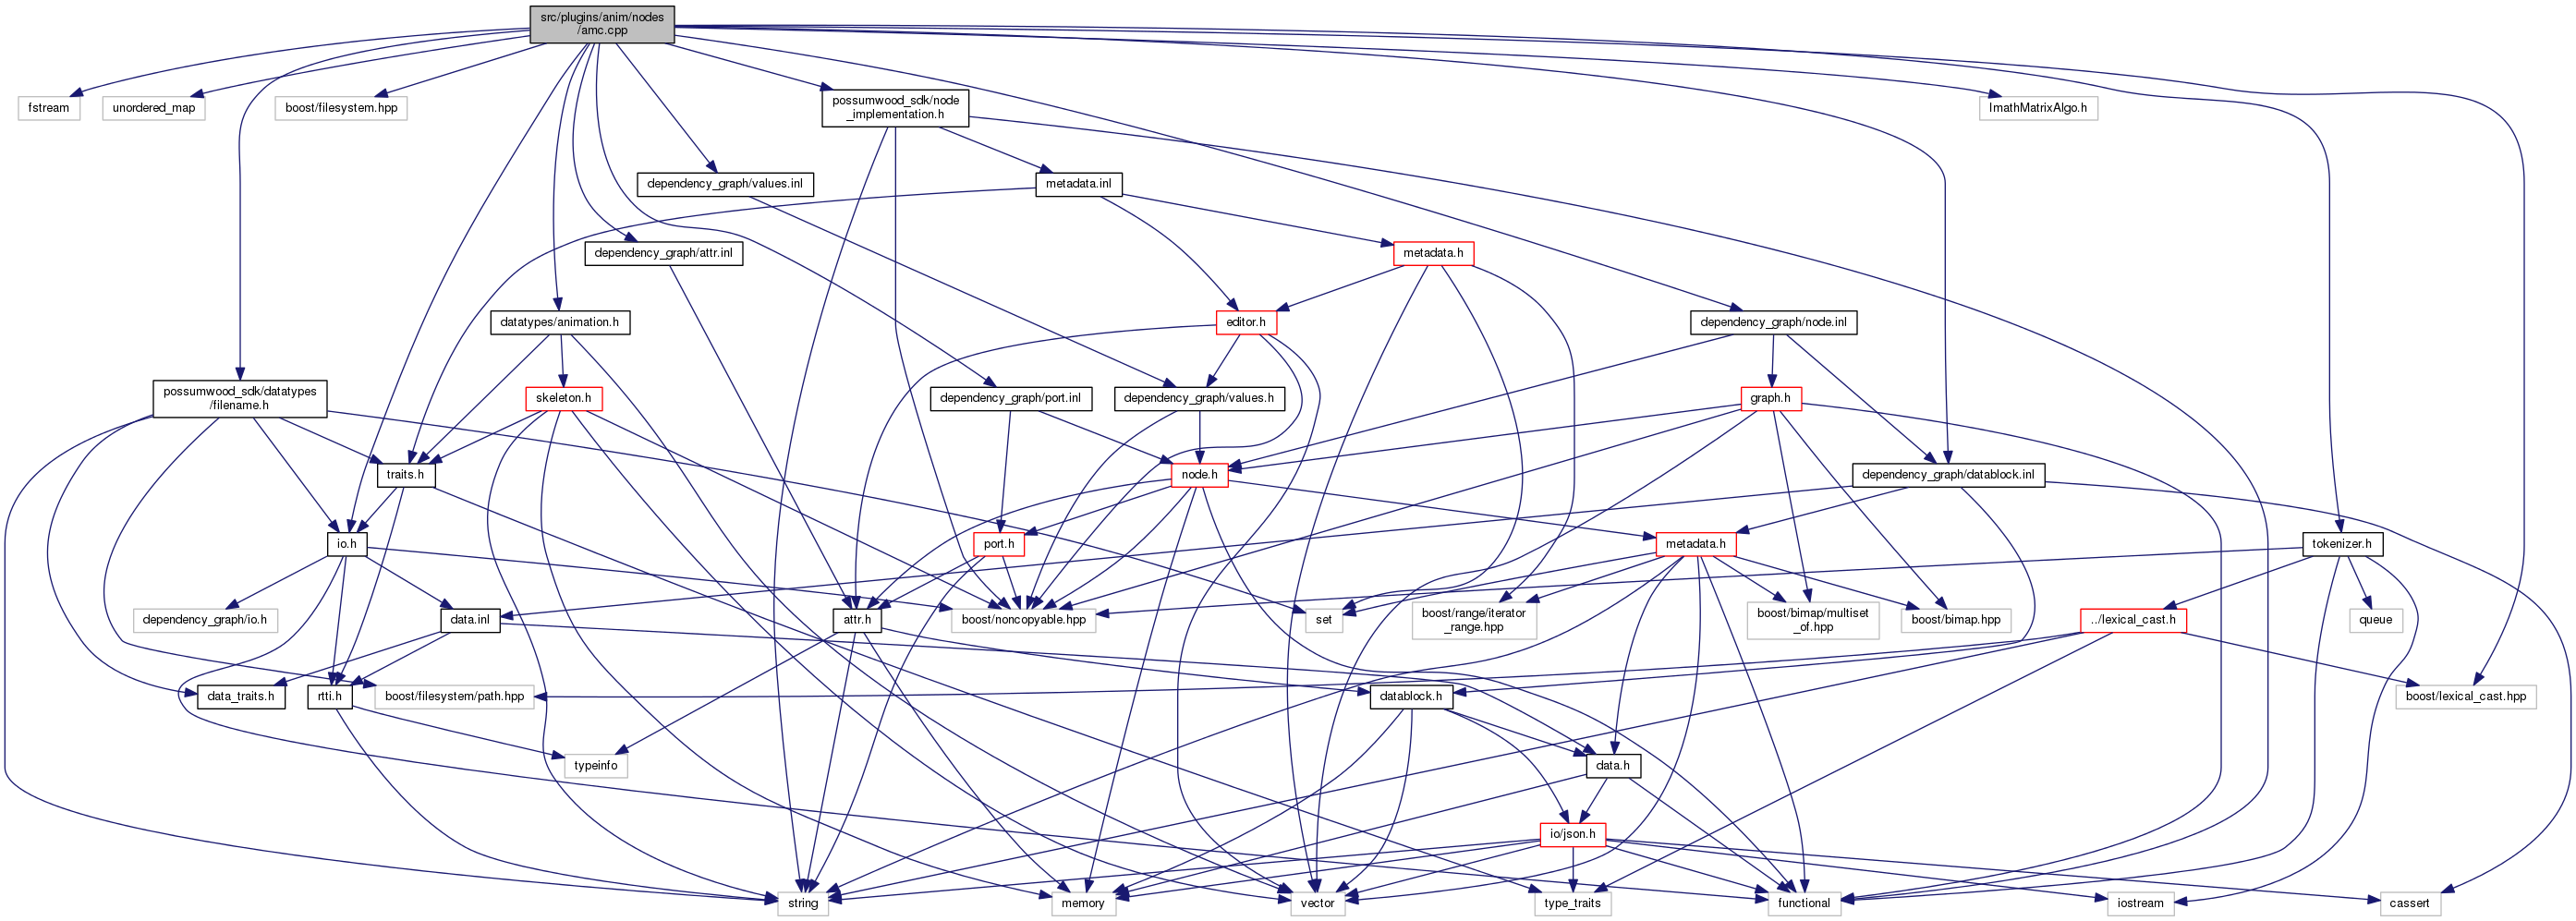 src/plugins/anim/nodes
/amc.cpp
fstream
unordered_map
boost/filesystem.hpp
possumwood_sdk/node
_implementation.h
ImathMatrixAlgo.h
dependency_graph/values.inl
metadata.inl
dependency_graph/attr.inl
metadata.h
datatypes/animation.h
editor.h
dependency_graph/node.inl
possumwood_sdk/datatypes
/filename.h
skeleton.h
dependency_graph/port.inl
dependency_graph/values.h
graph.h
traits.h
node.h
dependency_graph/datablock.inl
io.h
port.h
metadata.h
tokenizer.h
dependency_graph/io.h
data.inl
attr.h
boost/noncopyable.hpp
set
boost/range/iterator
_range.hpp
boost/bimap/multiset
_of.hpp
boost/bimap.hpp
../lexical_cast.h
queue
data_traits.h
rtti.h
boost/filesystem/path.hpp
datablock.h
boost/lexical_cast.hpp
typeinfo
data.h
io/json.h
string
memory
vector
type_traits
functional
iostream
cassert